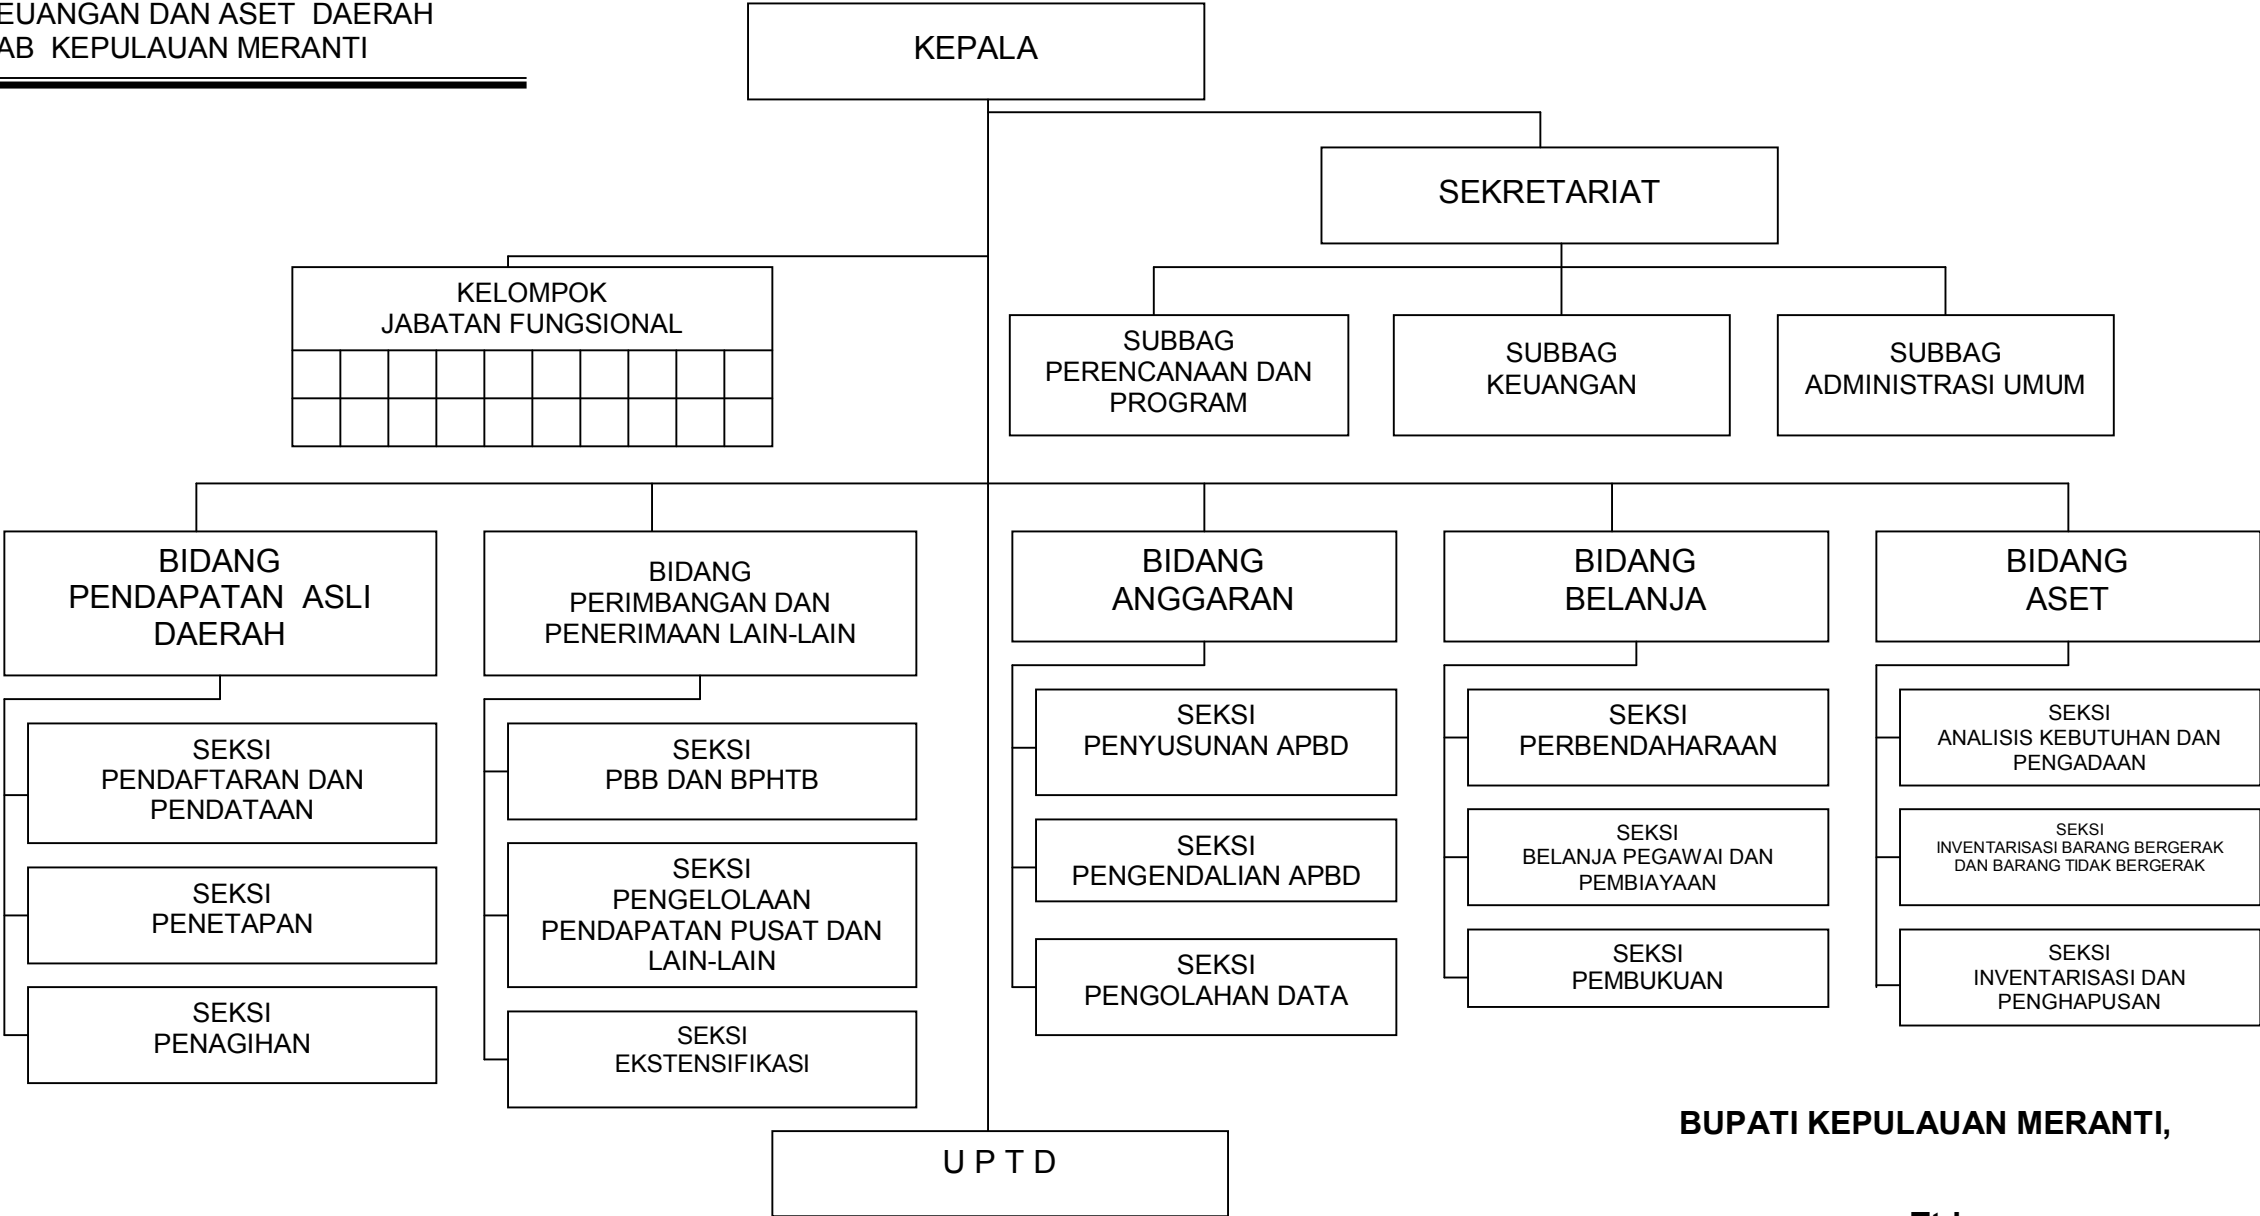 EUANGAN DAN ASET DAERAH
AB KEPULAUAN MERANTI
KEPALA
SEKRETARIAT
KELOMPOK
JABATAN FUNGSIONAL
SUBBAG
PERENCANAAN DAN
PROGRAM
SUBBAG
KEUANGAN
SUBBAG
ADMINISTRASI UMUM
BIDANG
PENDAPATAN ASLI
DAERAH
BIDANG
PERIMBANGAN DAN
PENERIMAAN LAIN-LAIN
BIDANG
ANGGARAN
BIDANG
BELANJA
BIDANG
ASET
SEKSI
PENDAFTARAN DAN
PENDATAAN
SEKSI
PENETAPAN
SEKSI
PENAGIHAN
SEKSI
PBB DAN BPHTB
SEKSI
PENGELOLAAN
PENDAPATAN PUSAT DAN
LAIN-LAIN
SEKSI
EKSTENSIFIKASI
SEKSI
PENYUSUNAN APBD
SEKSI
PENGENDALIAN APBD
SEKSI
PENGOLAHAN DATA
SEKSI
PERBENDAHARAAN
SEKSI
BELANJA PEGAWAI DAN
PEMBIAYAAN
SEKSI
PEMBUKUAN
SEKSI
ANALISIS KEBUTUHAN DAN
PENGADAAN
SEKSI
INVENTARISASI BARANG BERGERAK
DAN BARANG TIDAK BERGERAK
SEKSI
INVENTARISASI DAN
PENGHAPUSAN
U P T D
BUPATI KEPULAUAN MERANTI,